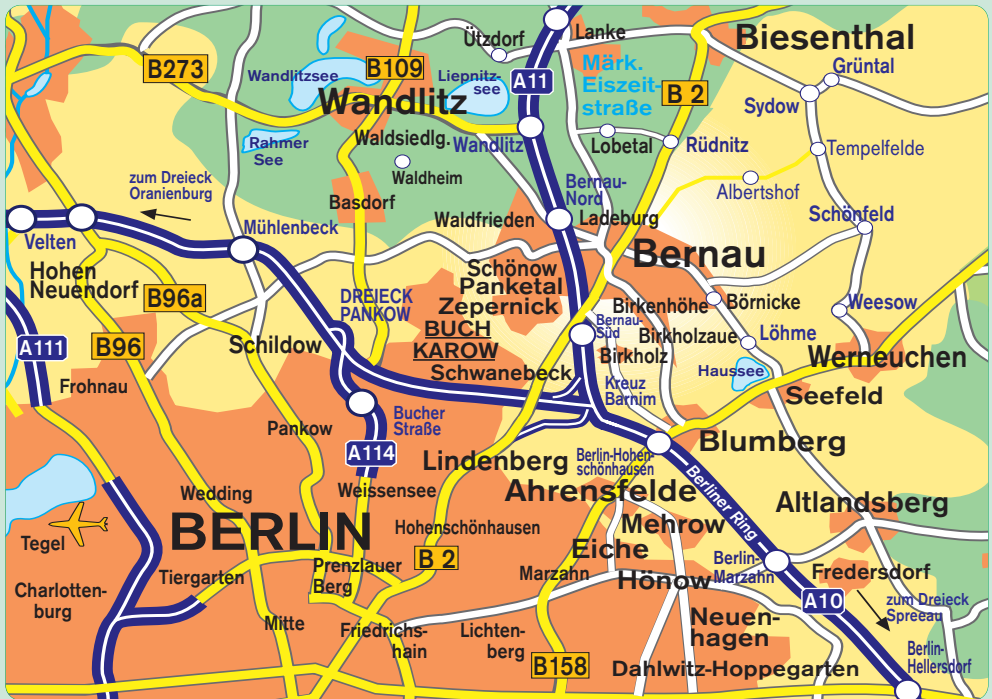 Ützdorf
Lanke
Biesenthal
B273
Wandlitzsee
B109
Liepnitz-
see
A11
Märk.
Eiszeit-
straße
B 2
Grüntal
Sydow
Wandlitz
Rahmer
See
Waldsiedlg.
Wandlitz
Lobetal
Rüdnitz
Tempelfelde
Waldheim
zum Dreieck
Oranienburg
Basdorf
Bernau-
Nord
Albertshof
Waldfrieden
Ladeburg
Schönfeld
Velten
Mühlenbeck
Bernau
Hohen
Neuendorf
B96a
DREIECK
PANKOW
Schönow
Panketal
Zepernick
BUCH
KAROW
Schwanebeck
Bernau-
Süd
Birkenhöhe
Börnicke
Weesow
Birkholzaue
Löhme
Birkholz
Werneuchen
A111
B96
Schildow
Haussee
Frohnau
Kreuz
Barnim
Seefeld
Pankow
Bucher
Straße
Blumberg
A114
Lindenberg
Berlin-Hohen-
schönhausen
Weissensee
Ahrensfelde
Berliner Ring
Altlandsberg
Wedding
BERLIN
Hohenschönhausen
Mehrow
Tegel
B 2
Eiche
Prenzlauer
Berg
Marzahn
Hönow
Berlin-
Marzahn
Fredersdorf
Tiergarten
Charlotten-
burg
A10
zum Dreieck
Spreeau
Mitte
Friedrichs-
hain
Lichten-
berg
Neuen-
hagen
B158
Dahlwitz-Hoppegarten
Berlin-
Hellersdorf